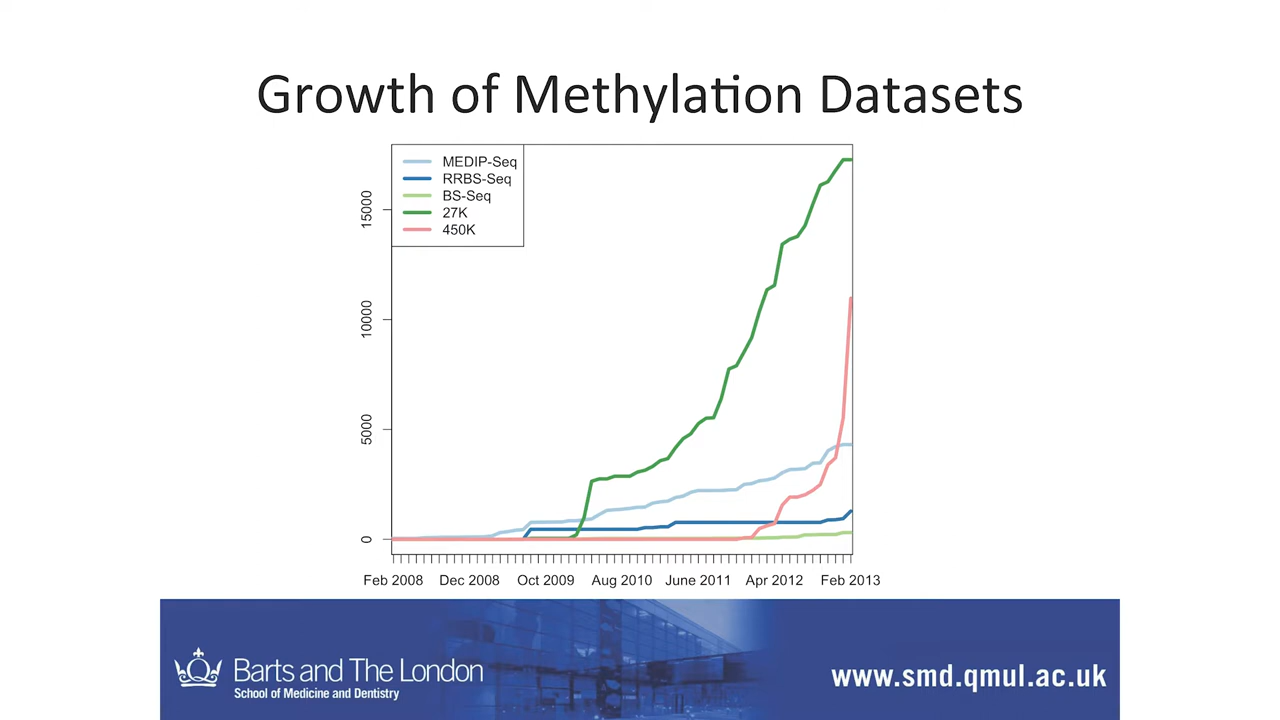 Growth of Methylation Datasets
MEDIP-Seq
RRBS-Seq
BS-Seq
27K
450K
15000
10000
5000
0
Feb 2008 Dec 2008 Oct 2009 Aug 2010 June 2011 Apr 2012 Feb 2013
Barts and The London
School of Medicine and Dentistry
www.smd.qmul.ac.uk